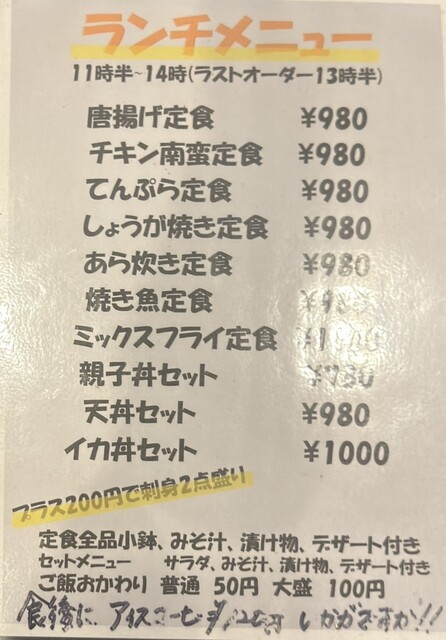 ランチメニュー
11時半~14時(ラストオーダー13時半)
唐揚げ定食 ¥980
チキン南蛮定食 ¥980
てんぷら定食 ¥980
しょうが焼き定食 ¥980
あら炊き定食 ¥980
焼き魚定食
ミックスフライ定食
親子丼セット
天丼セット ¥980
イカ丼セット ¥1000
プラス200円で刺身2点盛り
定食全品小鉢、みそ汁、漬け物、デザート付き
セットメニュー サラダ、みそ汁、漬け物、デザート付き
ご飯おかわり 普通 50円 大盛 100円
食後に アイスコーヒー いかがですか!!